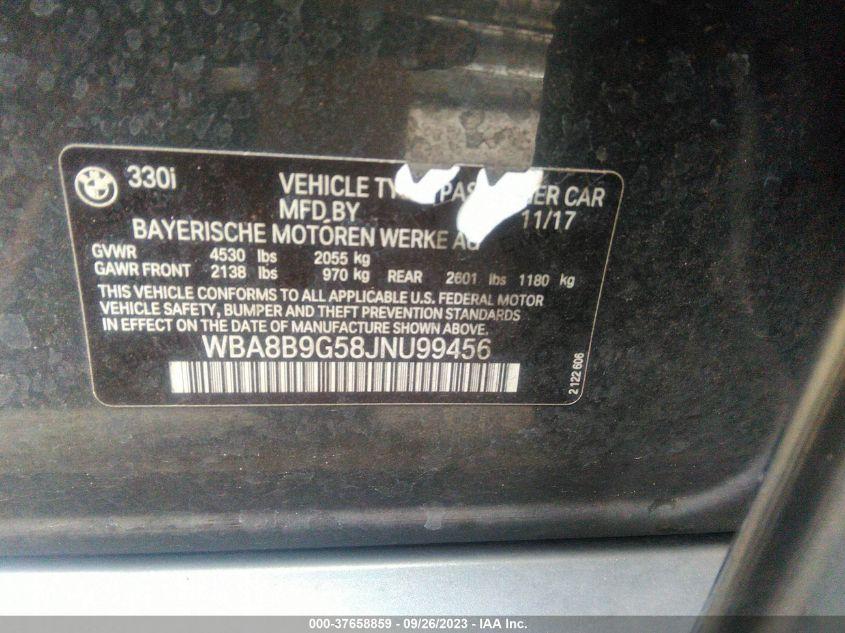 330i
VEHICLE PASSENGER CAR
MFD BY 11/17
BAYERISCHE MOTOREN WERKE AG
GVWR 4530 lbs 2055 kg
GAWR FRONT 2138 lbs 970 kg REAR 2601 lbs 1180 kg
THIS VEHICLE CONFORMS TO ALL APPLICABLE U.S. FEDERAL MOTOR
VEHICLE SAFETY, BUMPER AND THEFT PREVENTION STANDARDS
IN EFFECT ON THE DATE OF MANUFACTURE SHOWN ABOVE.
WBA8B9G58JNU99456
2 122 606
000-37658859 - 09/26/2023 - IAA Inc.